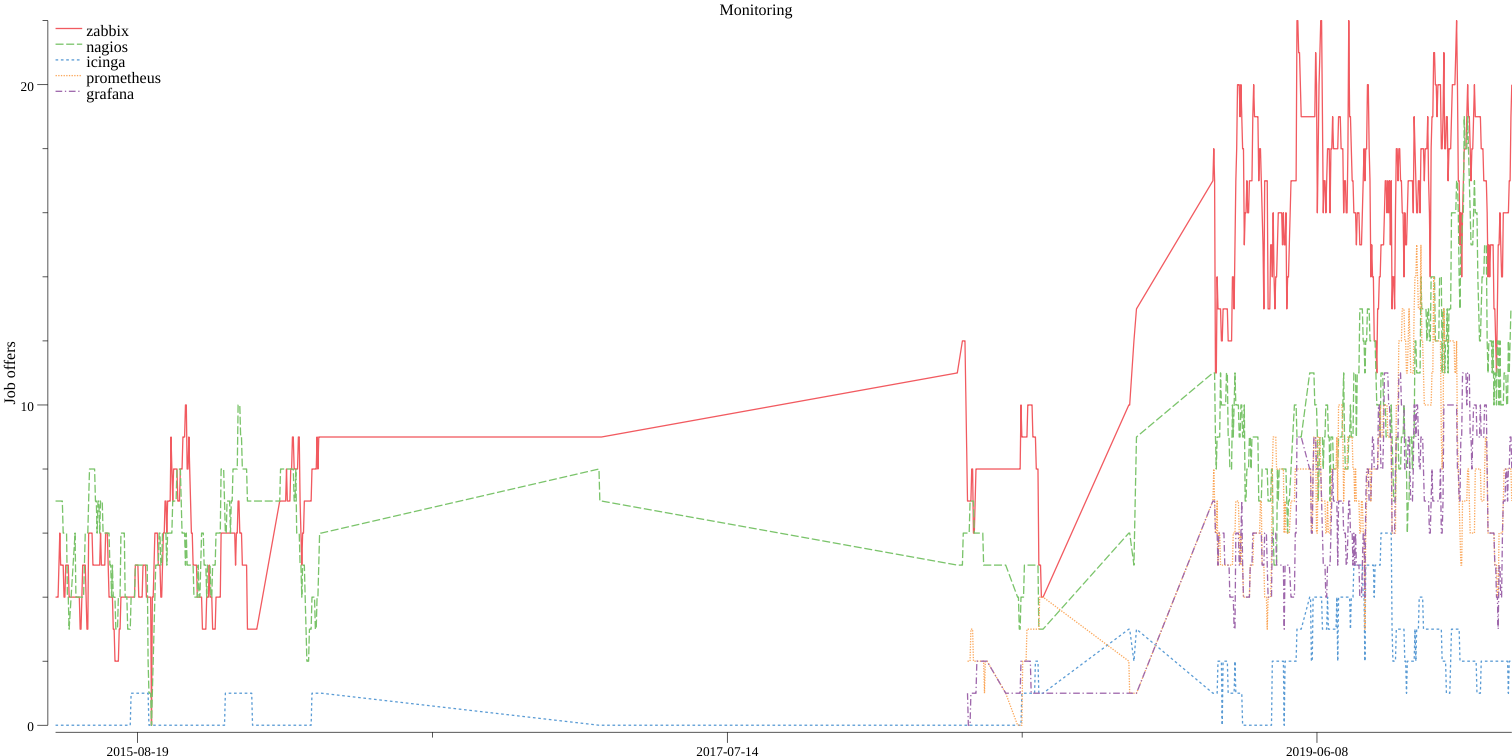 Monitoring
zabbix
nagios
icinga
prometheus
grafana
Job offers
20
10
0
2015-08-19
2017-07-14
2019-06-08